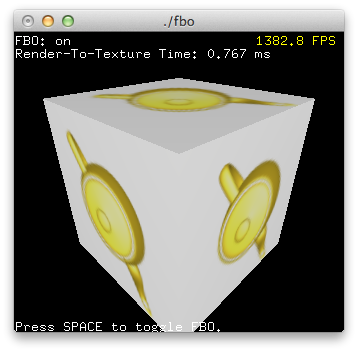 ./fbo
FBO: on 1382.8 FPS
Render-To-Texture Time: 0.767 ms
Press SPACE to toggle FBO.